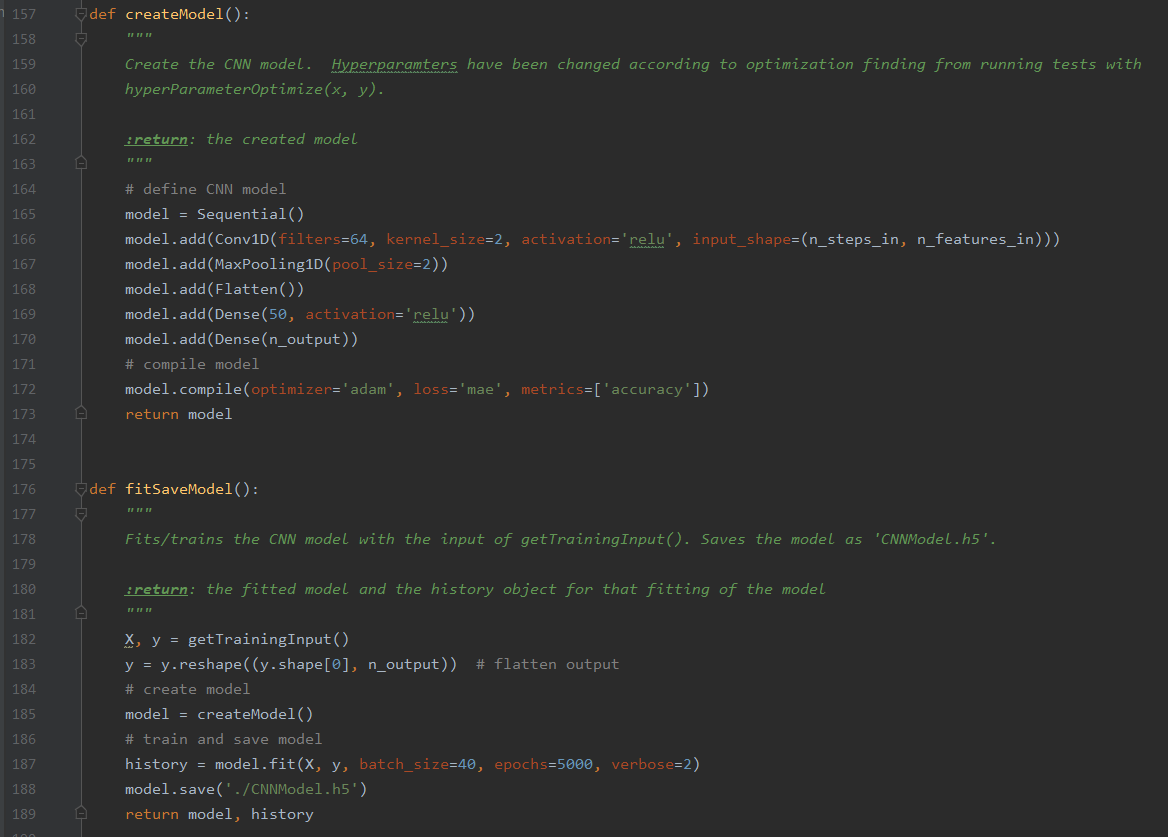 157 def createModel():
158 """
159 Create the CNN model.  Hyperparamters have been changed according to optimization finding from running tests with
160 hyperParameterOptimize(x, y).
161
162 :return: the created model
163 """
164 # define CNN model
165 model = Sequential()
166 model.add(Conv1D(filters=64, kernel_size=2, activation='relu', input_shape=(n_steps_in, n_features_in)))
167 model.add(MaxPooling1D(pool_size=2))
168 model.add(Flatten())
169 model.add(Dense(50, activation='relu'))
170 model.add(Dense(n_output))
171 # compile model
172 model.compile(optimizer='adam', loss='mae', metrics=['accuracy'])
173 return model
174
175
176 def fitSaveModel():
177 """
178 Fits/trains the CNN model with the input of getTrainingInput(). Saves the model as 'CNNModel.h5'.
179
180 :return: the fitted model and the history object for that fitting of the model
181 """
182 X, y = getTrainingInput()
183 y = y.reshape((y.shape[0], n_output))  # flatten output
184 # create model
185 model = createModel()
186 # train and save model
187 history = model.fit(X, y, batch_size=40, epochs=5000, verbose=2)
188 model.save('./CNNModel.h5')
189 return model, history